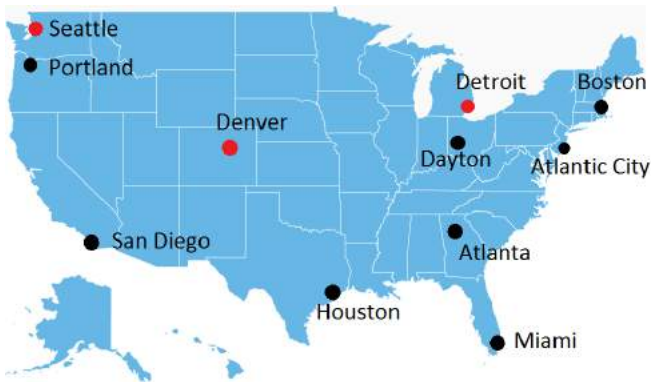 Seattle
Portland
Detroit
Boston
Denver
Dayton
Atlantic City
San Diego
Atlanta
Houston
Miami